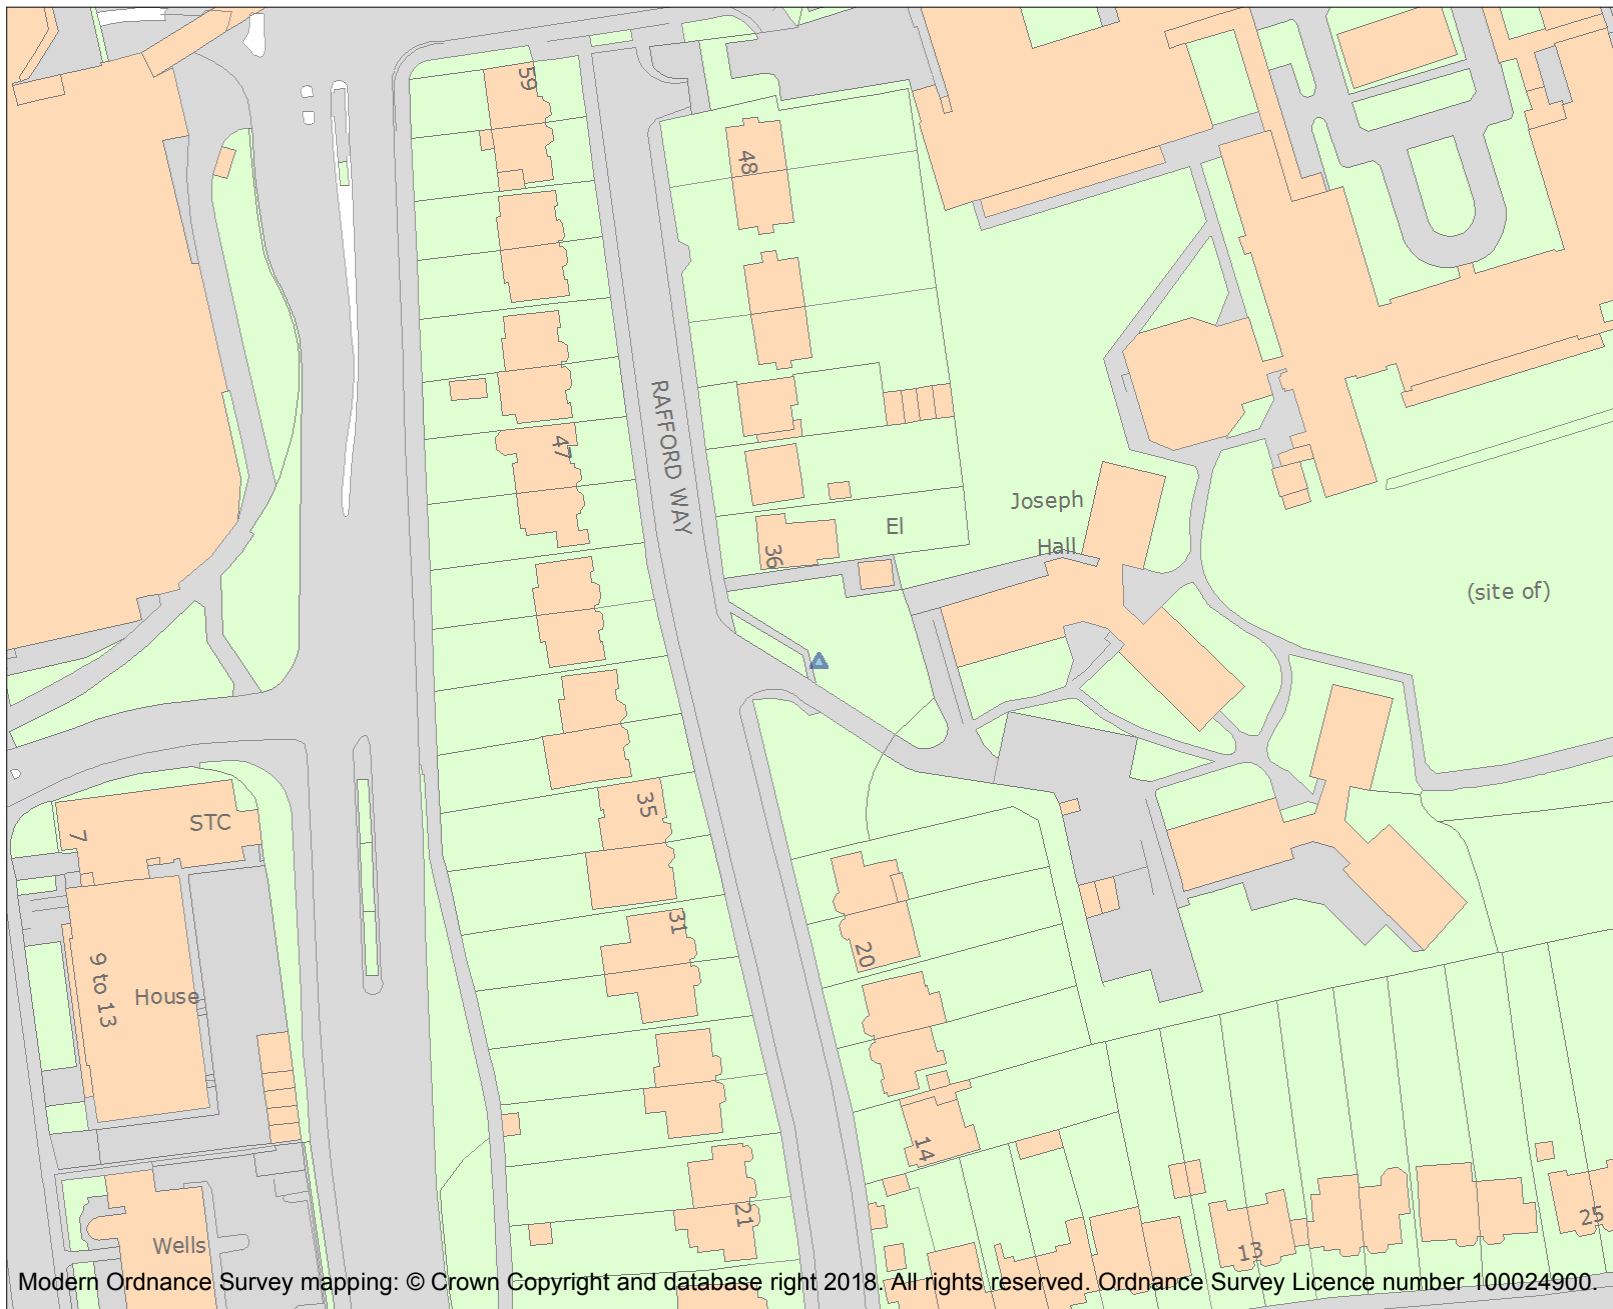 59
48
RAFFORD WAY
47
Joseph
El
Hall
36
(site of)
35
7
STC
31
20
9 to 13
House
14
21
25
Wells
13
Modern Ordnance Survey mapping: © Crown Copyright and database right 2018. All rights reserved. Ordnance Survey Licence number 100024900.